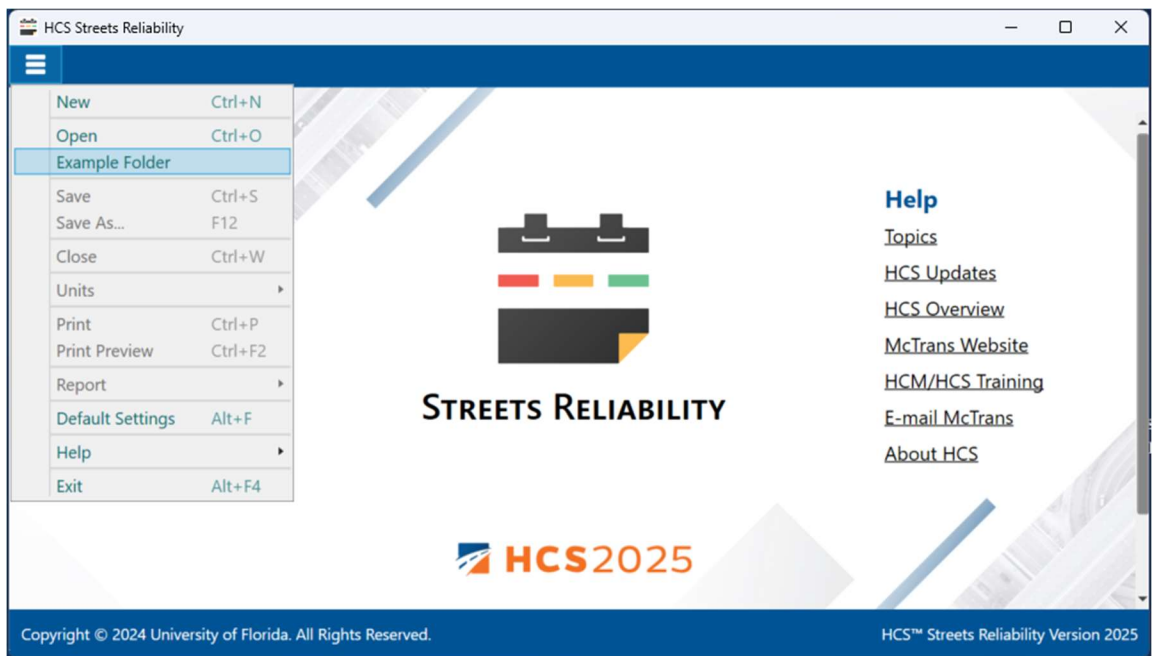 HCS Streets Reliability
New Ctrl+N
Open Ctrl+O
Example Folder
Save Ctrl+S
Save As... F12
Close Ctrl+W
Units
Print Ctrl+P
Print Preview Ctrl+F2
Report
Default Settings Alt+F
Help
Exit Alt+F4
STREETS RELIABILITY
HCS2025
Help
Topics
HCS Updates
HCS Overview
McTrans Website
HCM/HCS Training
E-mail McTrans
About HCS
Copyright © 2024 University of Florida. All Rights Reserved.
HCS™ Streets Reliability Version 2025